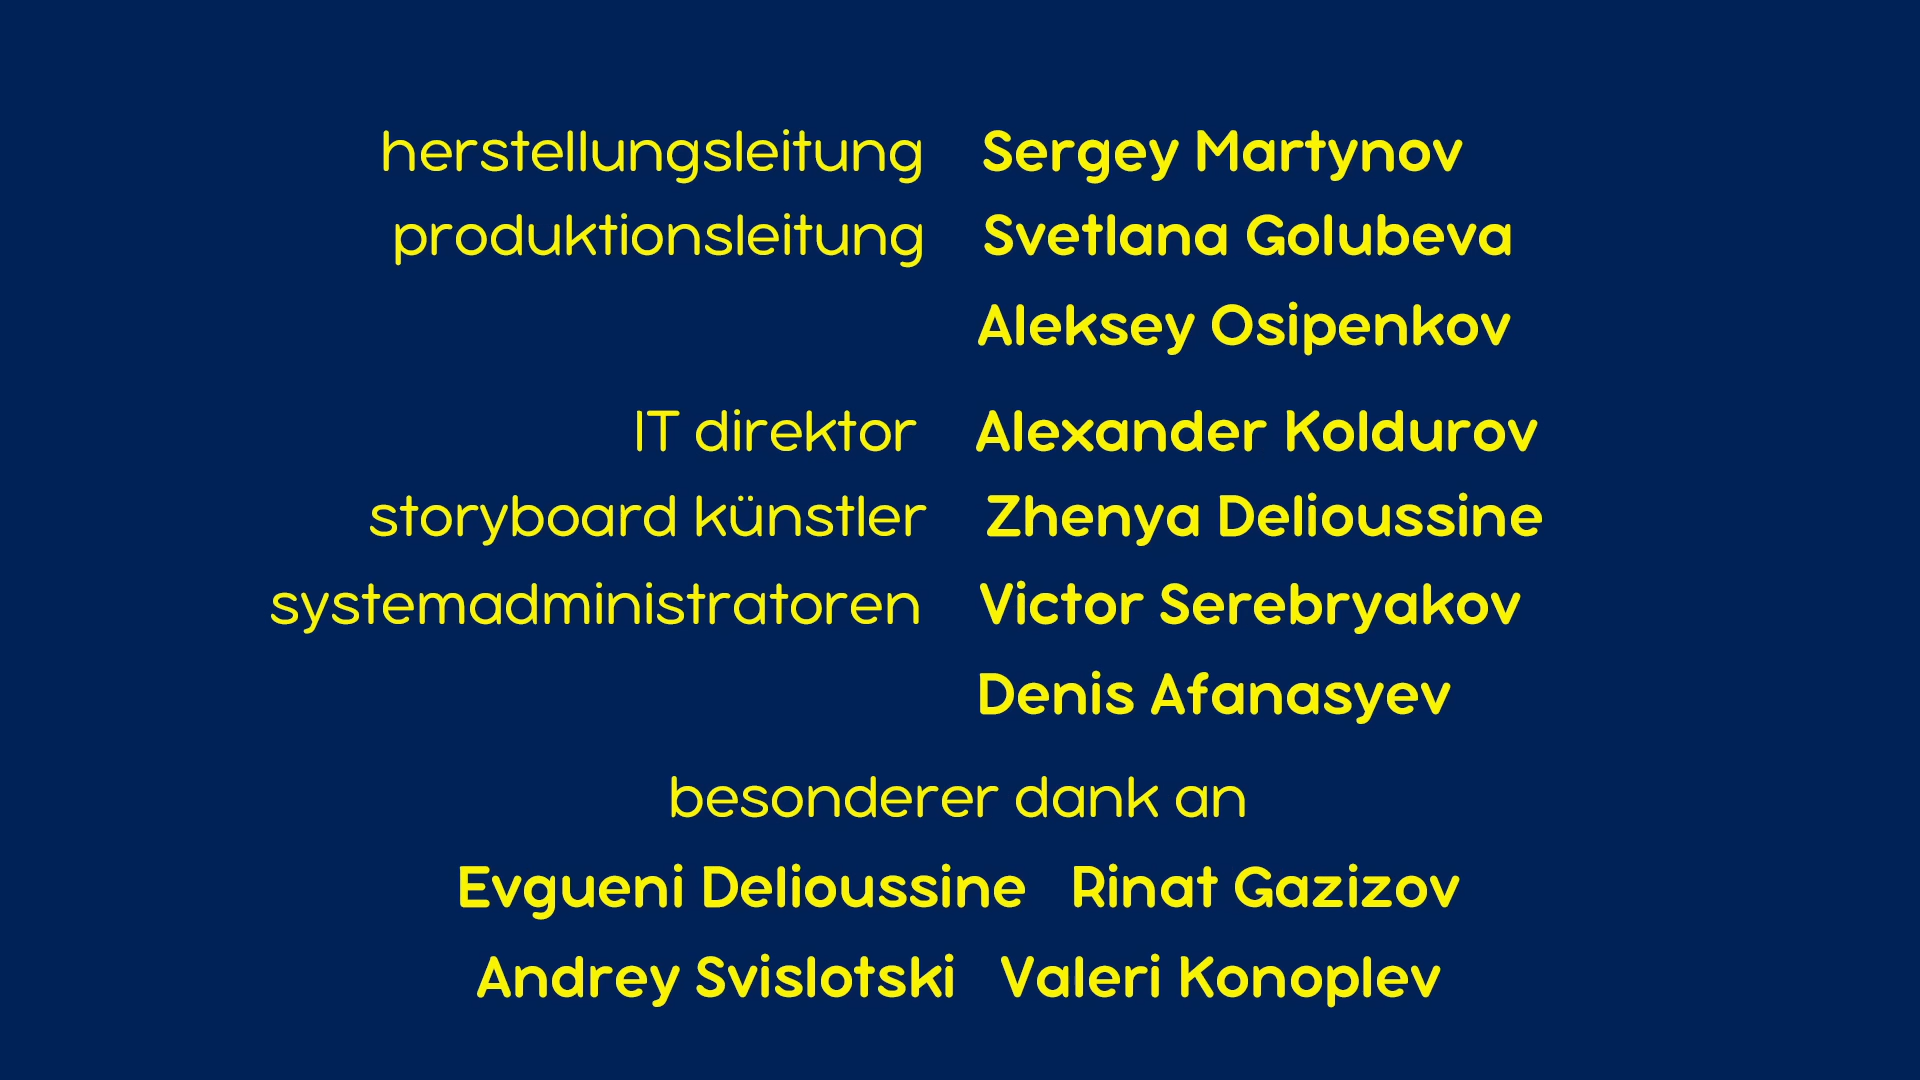 herstellungsleitung Sergey Martynov
produktionsleitung Svetlana Golubeva
Aleksey Osipenkov
IT direktor Alexander Koldurov
storyboard künstler Zhenya Delioussine
systemadministratoren Victor Serebryakov
Denis Afanasyev
besonderer dank an
Evgueni Delioussine Rinat Gazizov
Andrey Svislotski Valeri Konoplev